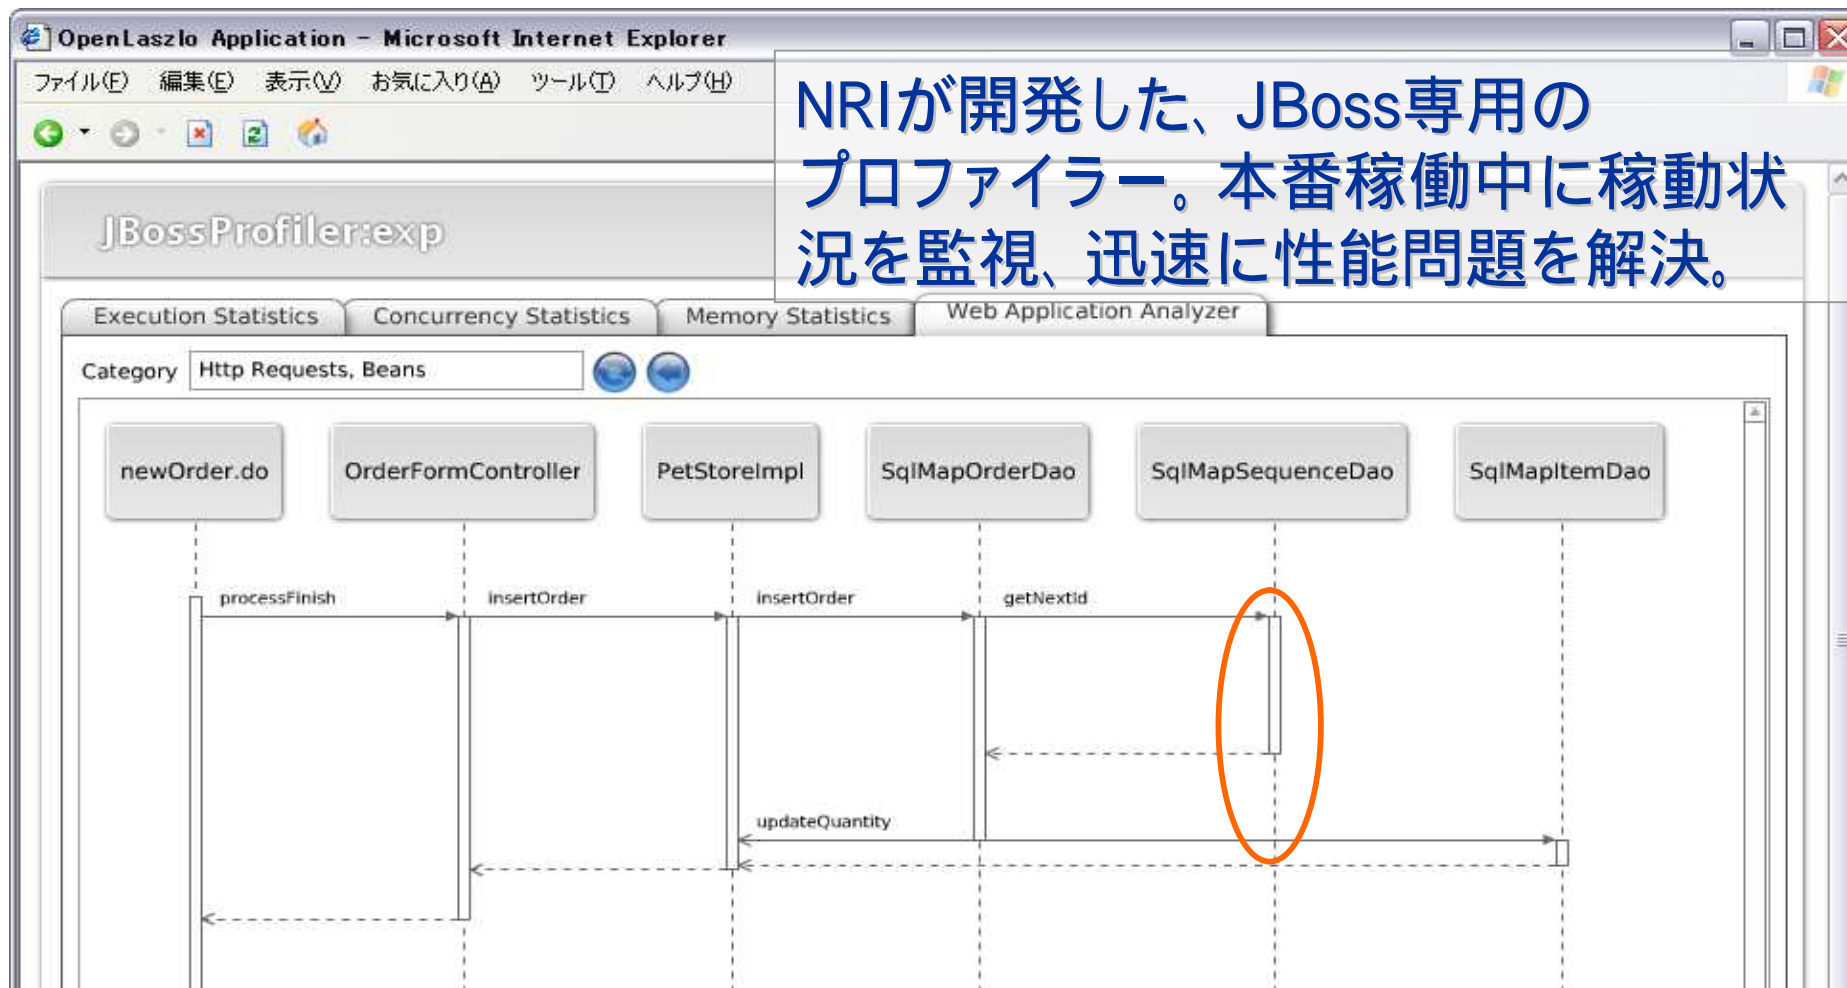 OpenLaszlo Application - Microsoft Internet Explorer
ファイル(F) 編集(E) 表示(V) お気に入り(A) ツール(T) ヘルプ(H)
NRIが開発した、JBoss専用の
プロファイラー。本番稼働中に稼動状
況を監視、迅速に性能問題を解決。
JBossProfiler:exp
Execution Statistics Concurrency Statistics Memory Statistics Web Application Analyzer
Category Http Requests, Beans
newOrder.do OrderFormController PetStoreImpl SqlMapOrderDao SqlMapSequenceDao SqlMapItemDao
processFinish insertOrder insertOrder getNextId
updateQuantity